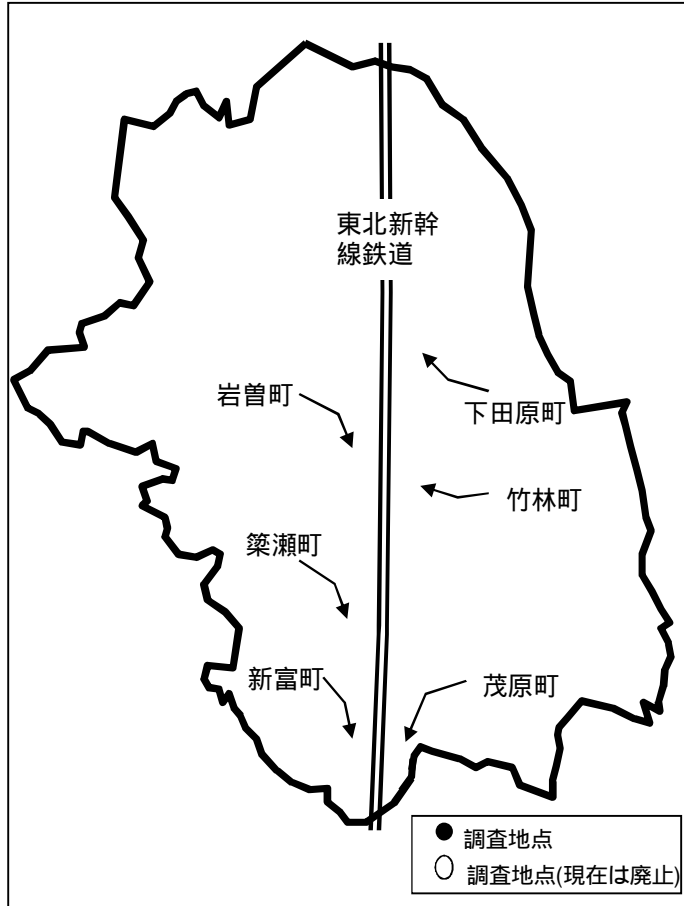 東北新幹
線鉄道
岩曽町
下田原町
竹林町
簗瀬町
新富町
茂原町
調査地点
調査地点(現在は廃止)